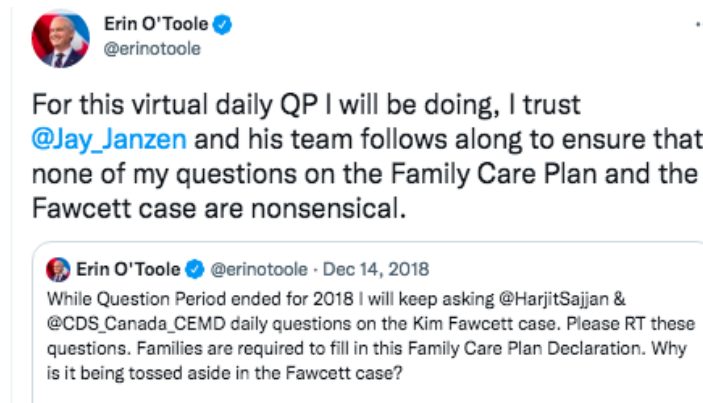 Erin O'Toole
@erinotoole
For this virtual daily QP I will be doing, I trust
@Jay_Janzen and his team follows along to ensure that
none of my questions on the Family Care Plan and the
Fawcett case are nonsensical.
Erin O'Toole @erinotoole · Dec 14, 2018
While Question Period ended for 2018 I will keep asking @HarjitSajjan &
@CDS_Canada_CEMD daily questions on the Kim Fawcett case. Please RT these
questions. Families are required to fill in this Family Care Plan Declaration. Why
is it being tossed aside in the Fawcett case?